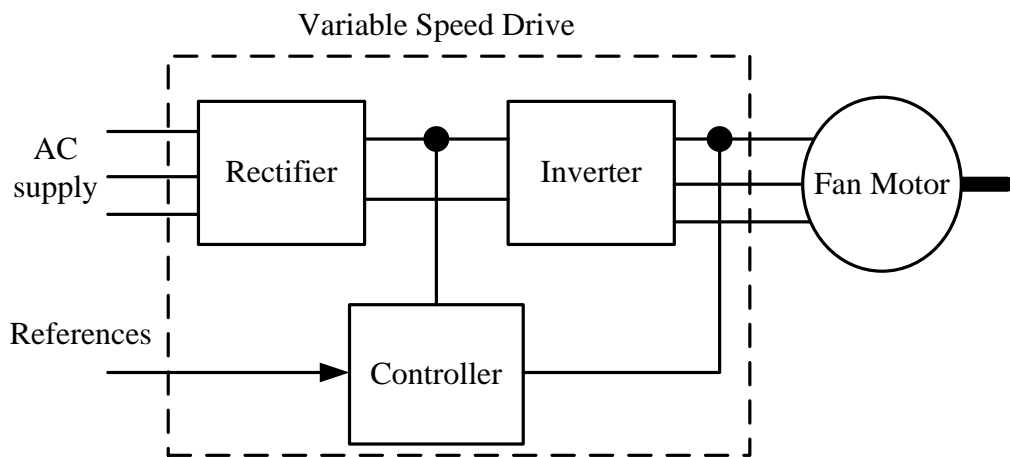 Variable Speed Drive
AC
supply
Rectifier
Inverter
Fan Motor
References
Controller